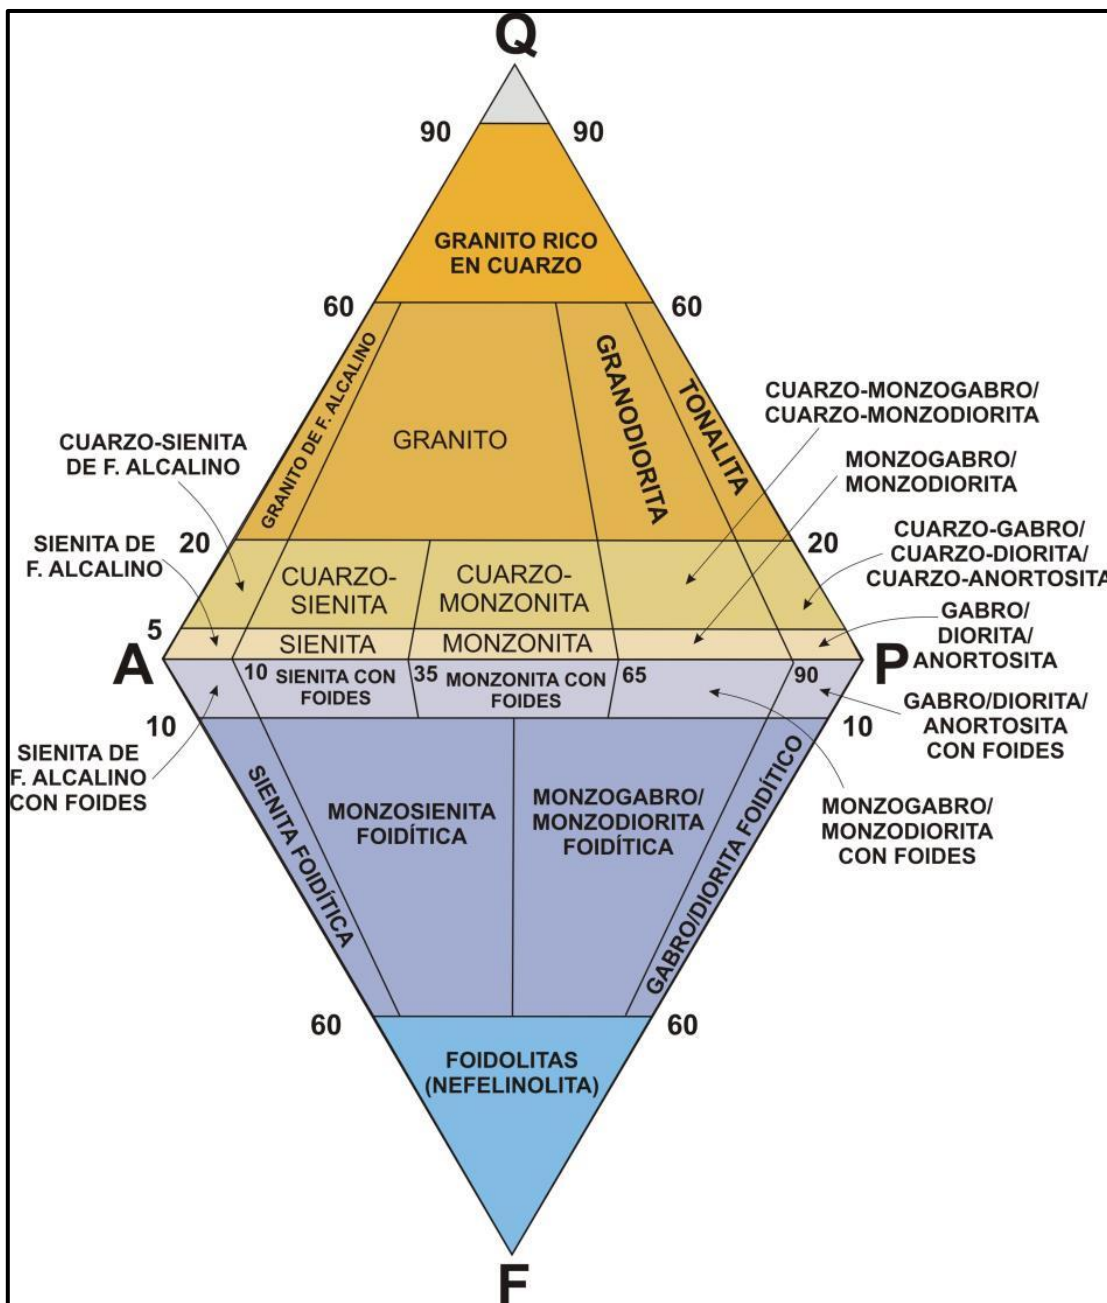 Q
90
90
GRANITO RICO
EN CUARZO
60
60
GRANITO DE F. ALCALINO
GRANITO
GRANODIORITA
TONALITA
CUARZO-MONZOGABRO/
CUARZO-MONZODIORITA
CUARZO-SIENITA
DE F. ALCALINO
MONZOGABRO/
MONZODIORITA
SIENITA DE
F. ALCALINO
20
20
CUARZO-GABRO/
CUARZO-DIORITA/
CUARZO-ANORTOSITA
CUARZO-
SIENITA
CUARZO-
MONZONITA
5
SIENITA
MONZONITA
GABRO/
DIORITA/
ANORTOSITA
A
P
10
SIENITA CON
FOIDES
35
MONZONITA CON
FOIDES
65
90
10
10
GABRO/DIORITA/
ANORTOSITA
CON FOIDES
SIENITA DE
F. ALCALINO
CON FOIDES
SIENITA FOIDÍTICA
MONZOSIENITA
FOIDÍTICA
MONZOGABRO/
MONZODIORITA
FOIDÍTICA
GABRO/DIORITA FOIDÍTICO
MONZOGABRO/
MONZODIORITA
CON FOIDES
60
60
FOIDOLITAS
(NEFELINOLITA)
F